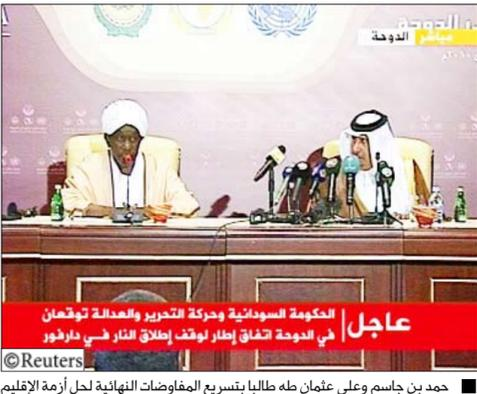 مباشر الدوحة
الحكومة السودانية وحركة التحرير والعدالة توقعان
عاجل
في الدوحة اتفاق إطار لوقف إطلاق النار في دارفور
©Reuters
حمد بن جاسم وعلي عثمان طه طالبا بتسريع المفاوضات النهائية لحل أزمة الإقليم